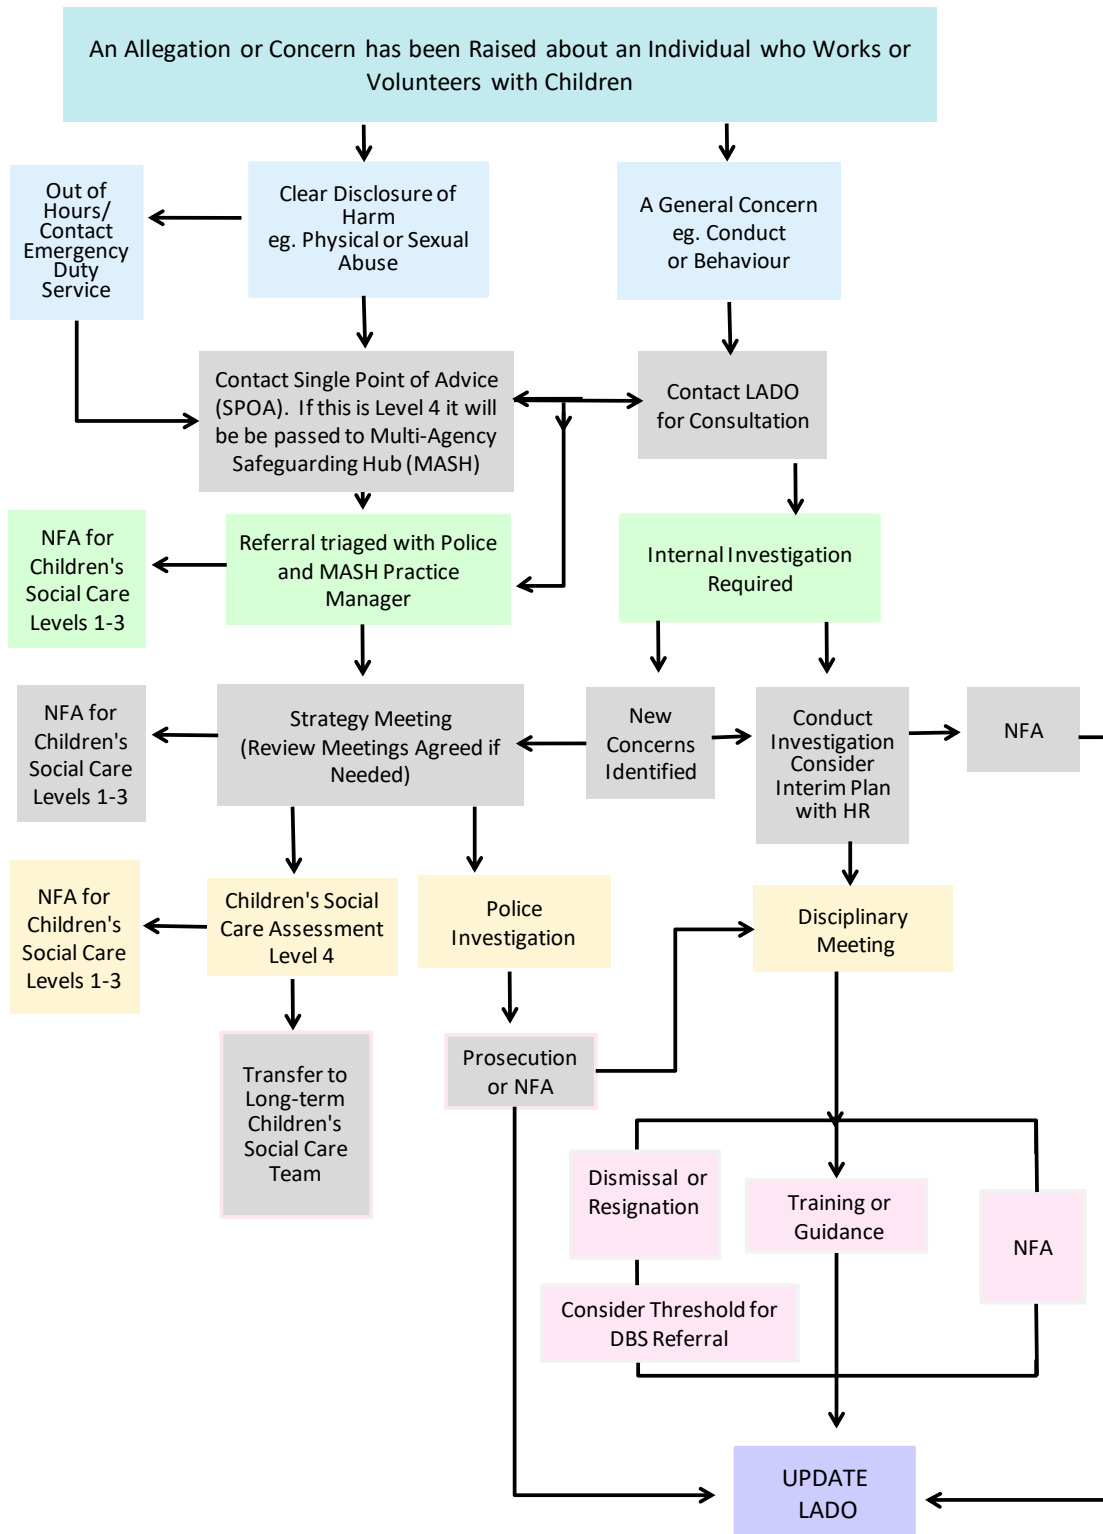 An Allegation or Concern has been Raised about an Individual who Works or
Volunteers with Children
Out of
Hours/
Contact
Emergency
Duty
Service
Clear Disclosure of
Harm
eg. Physical or Sexual
Abuse
A General Concern
eg. Conduct
or Behaviour
Contact Single Point of Advice
(SPOA). If this is Level 4 it will
be be passed to Multi-Agency
Safeguarding Hub (MASH)
Contact LADO
for Consultation
NFA for
Children's
Social Care
Levels 1-3
Referral triaged with Police
and MASH Practice
Manager
Internal Investigation
Required
NFA for
Children's
Social Care
Levels 1-3
Strategy Meeting
(Review Meetings Agreed if
Needed)
New
Concerns
Identified
Conduct
Investigation
Consider
Interim Plan
with HR
NFA
NFA for
Children's
Social Care
Levels 1-3
Children's Social
Care Assessment
Level 4
Police
Investigation
Disciplinary
Meeting
Transfer to
Long-term
Children's
Social Care
Team
Prosecution
or NFA
Dismissal or
Resignation
Training or
Guidance
NFA
Consider Threshold for
DBS Referral
UPDATE
LADO